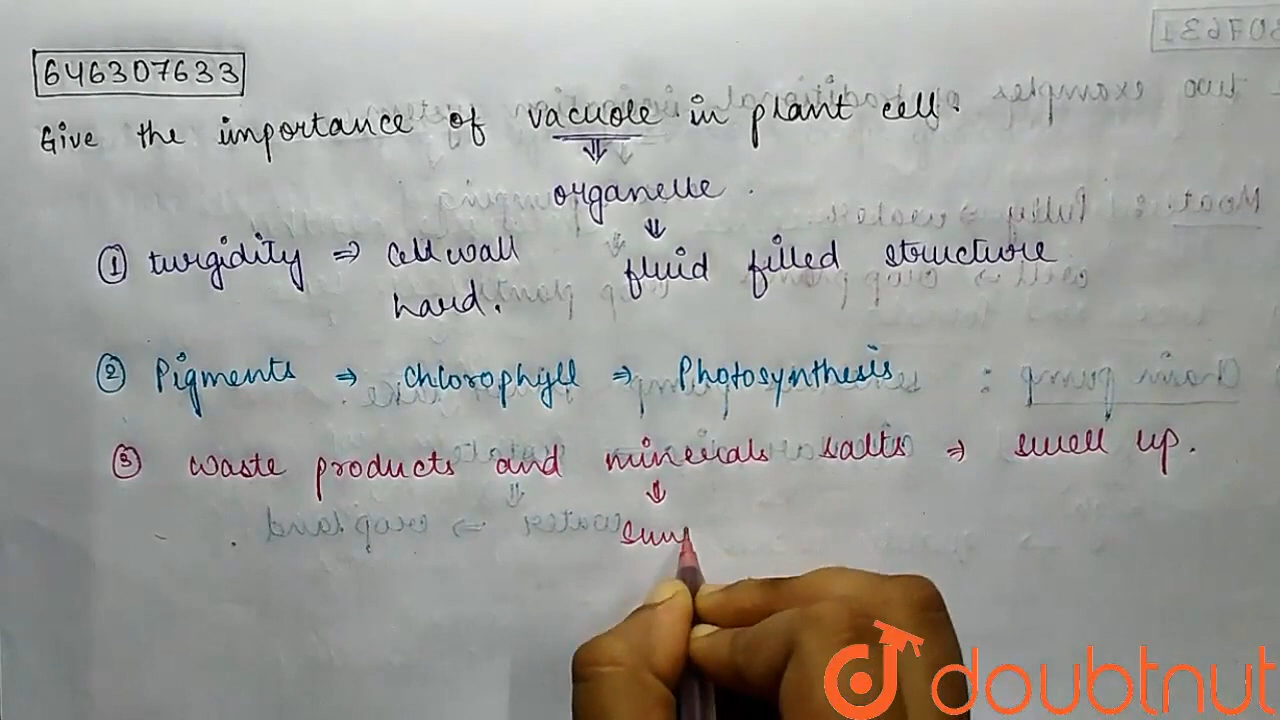 646307633
Give the importance of vacuole in plant cell.
organelle
① turgidity ⇒ cell wall hard.
fluid filled structure
② Pigments ⇒ chlorophyll ⇒ Photosynthesis
③ waste products and minerals salts ⇒ swell up.
doubtnut